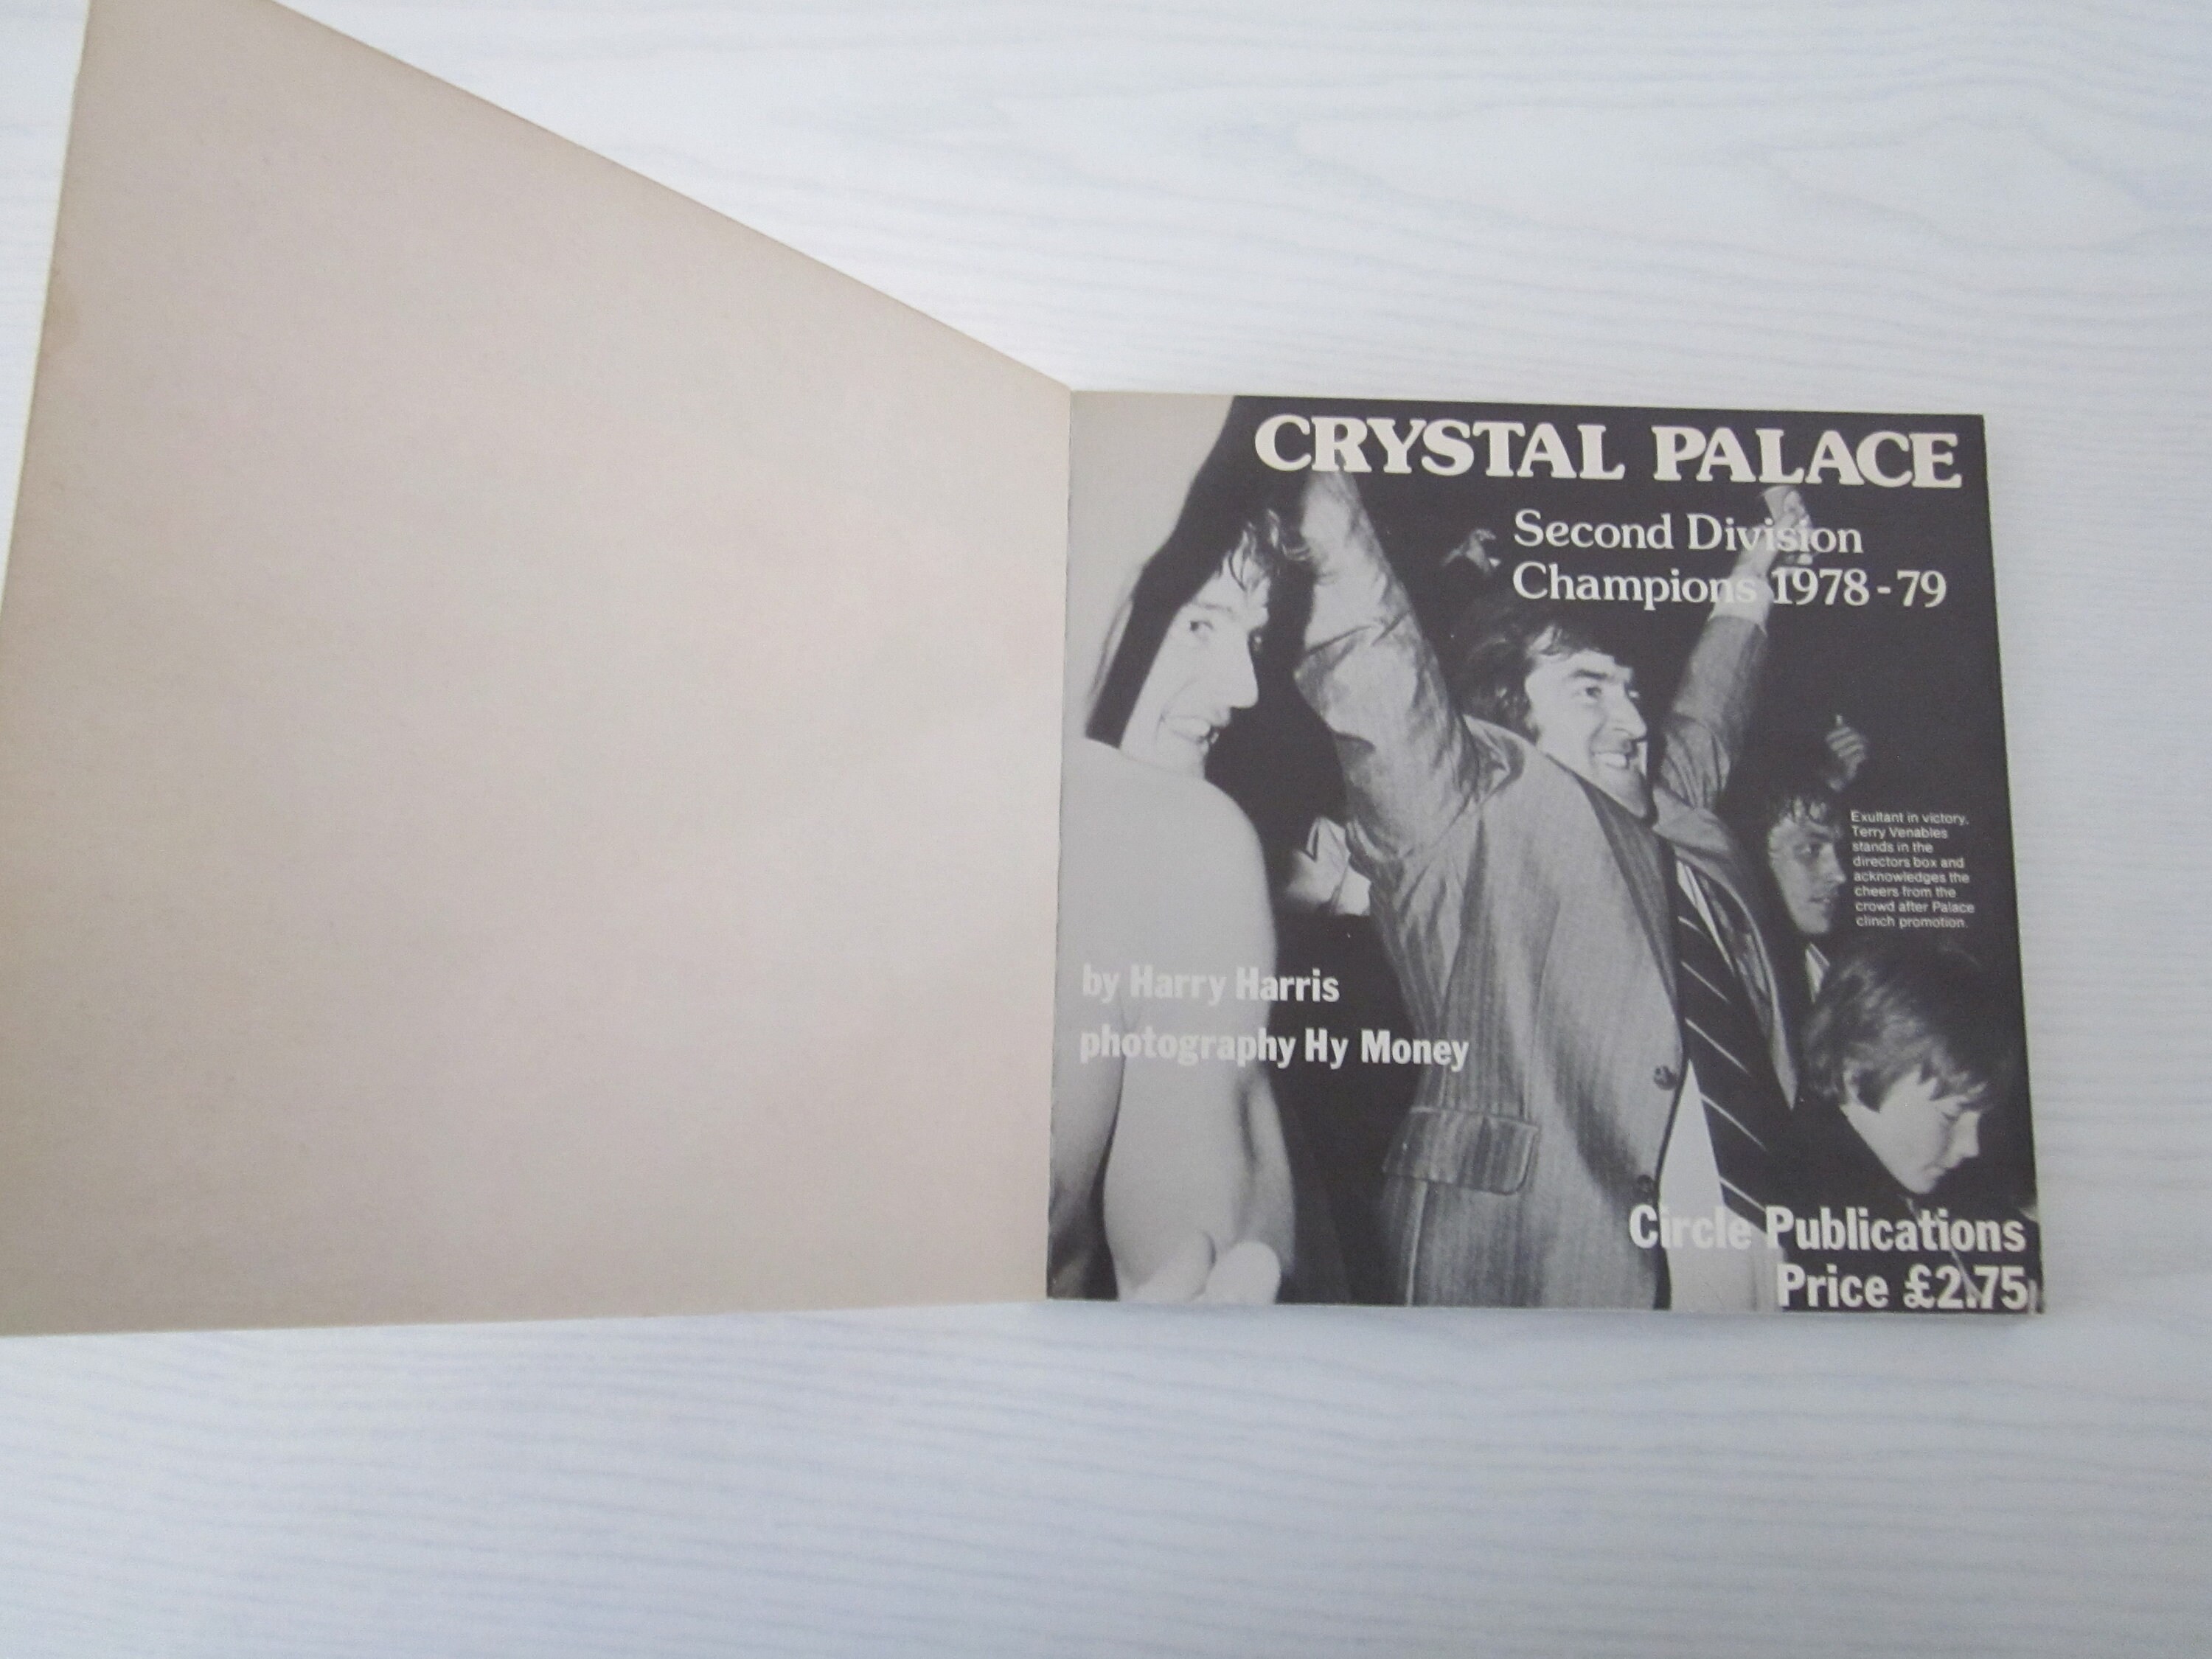 CRYSTAL PALACE
Second Division
Champions 1978-79
Exultant in victory,
Terry Venables
stands in the
directors box and
acknowledges the
cheers from the
crowd after Palace
clinch promotion.
by Harry Harris
photography Hy Money
Circle Publications
Price £2.75